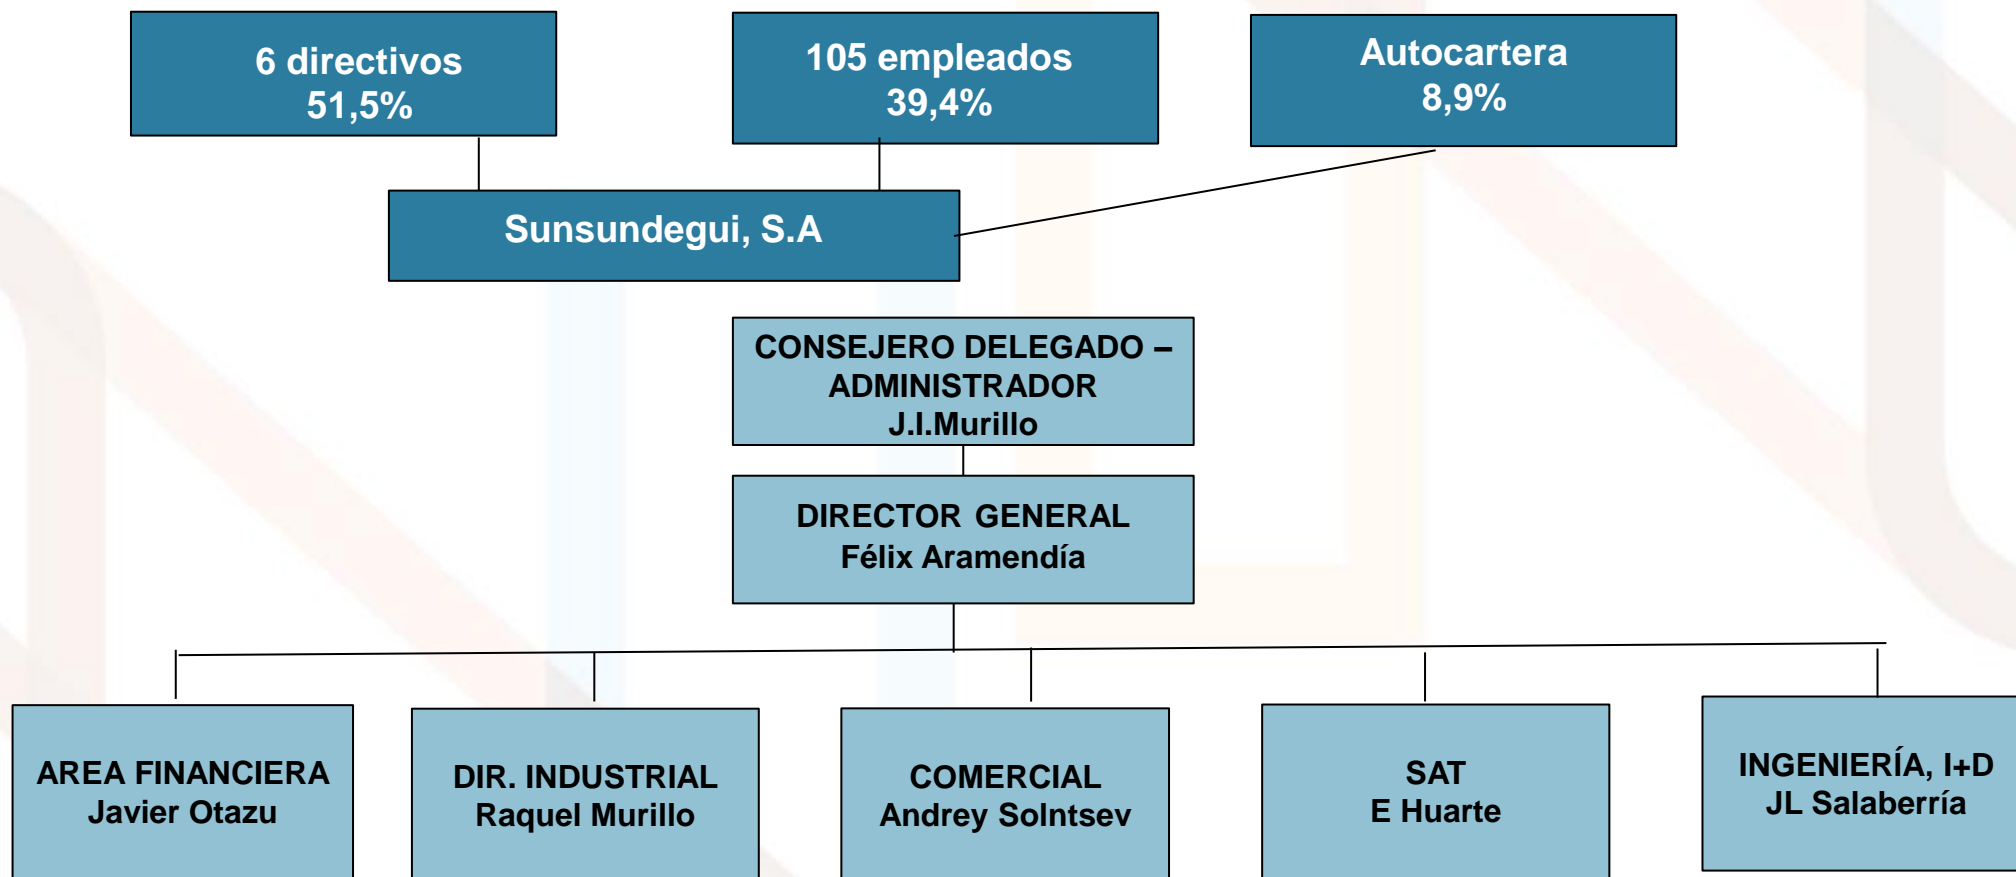 6 directivos
51,5%
105 empleados
39,4%
Autocartera
8,9%
Sunsundegui, S.A
CONSEJERO DELEGADO –
ADMINISTRADOR
J.I.Murillo
DIRECTOR GENERAL
Félix Aramendía
AREA FINANCIERA
Javier Otazu
DIR. INDUSTRIAL
Raquel Murillo
COMERCIAL
Andrey Solntsev
SAT
E Huarte
INGENIERÍA, I+D
JL Salaberría